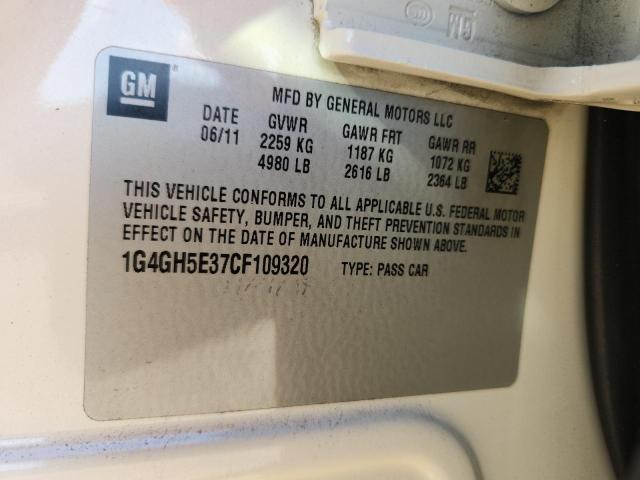 GM
MFD BY GENERAL MOTORS LLC
DATE GVWR GAWR FRT GAWR RR
06/11 2259 KG 1187 KG 1072 KG
4980 LB 2616 LB 2364 LB
THIS VEHICLE CONFORMS TO ALL APPLICABLE U.S. FEDERAL MOTOR
VEHICLE SAFETY, BUMPER, AND THEFT PREVENTION STANDARDS IN
EFFECT ON THE DATE OF MANUFACTURE SHOWN ABOVE.
1G4GH5E37CF109320 TYPE: PASS CAR
GM